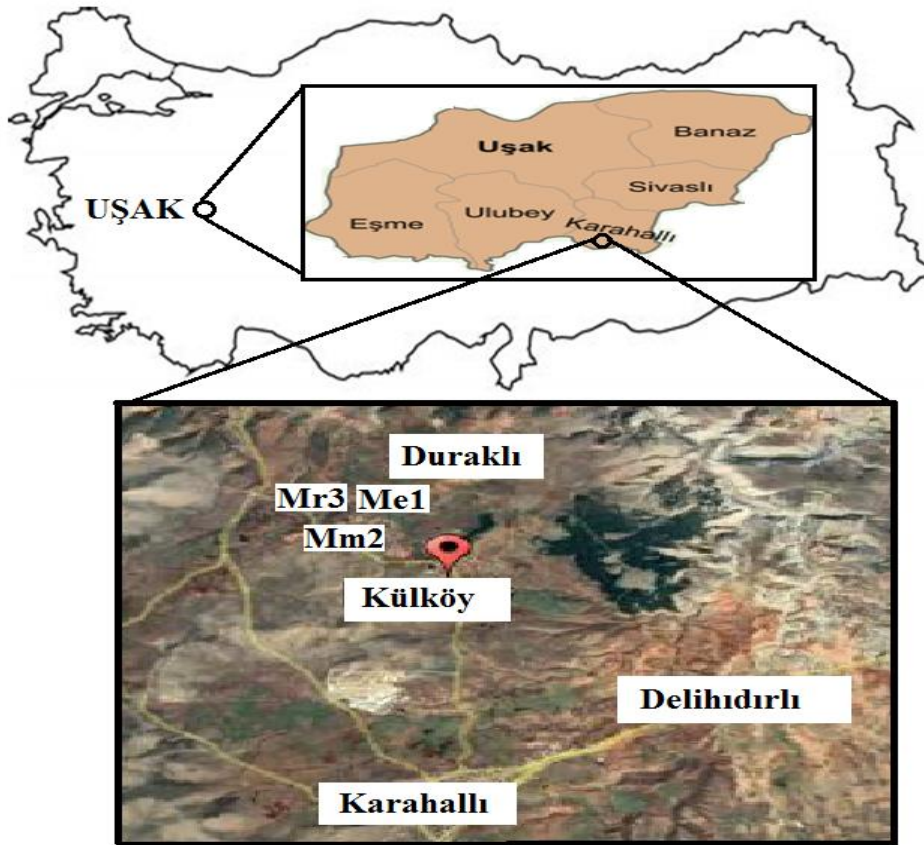 Uşak
Banaz
Sivaslı
UŞAK
Eşme
Ulubey
Karahallı
Duraklı
Mr3
Me1
Mm2
Külköy
Delihıdırlı
Karahallı